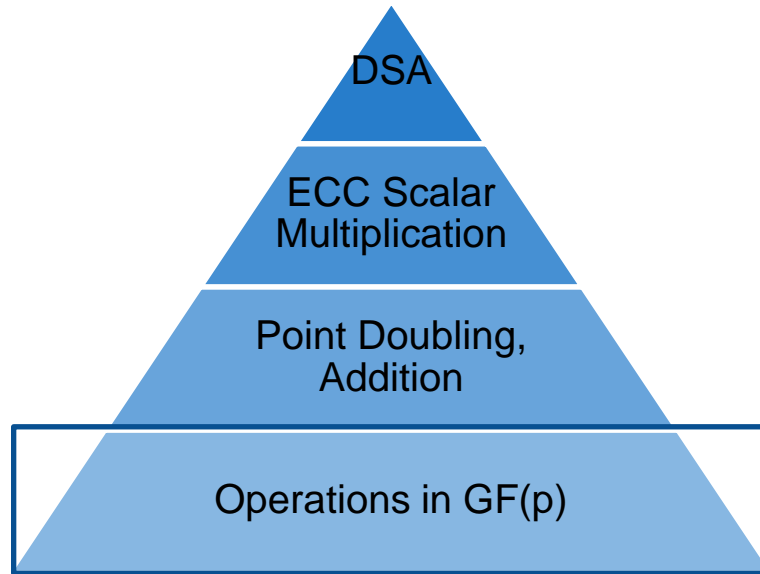 DSA
ECC Scalar
Multiplication
Point Doubling,
Addition
Operations in GF(p)